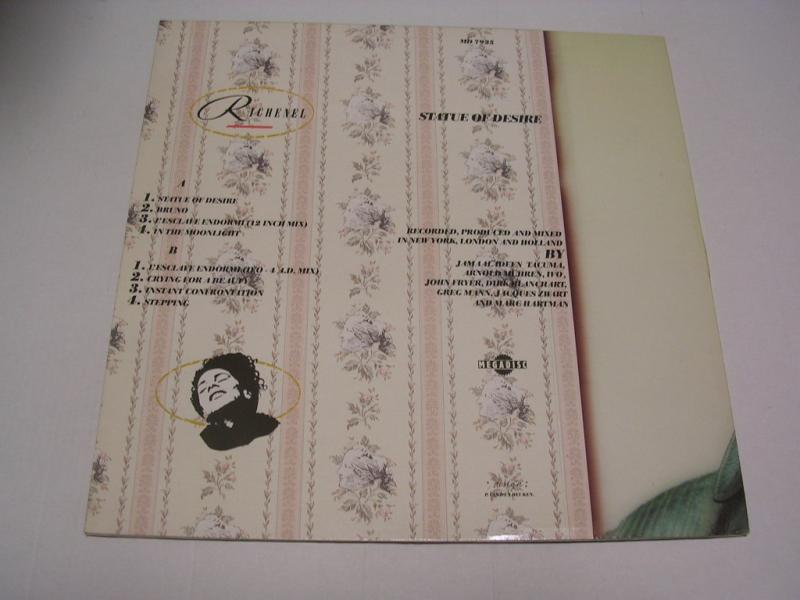 MD 7925
RICHENEL
STATUE OF DESIRE
A
1. STATUE OF DESIRE
2. BRUNO
3. L'ESCLAVE ENDORMI (12 INCH MIX)
4. IN THE MOONLIGHT
B
1. L'ESCLAVE ENDORMI (IVO - 4 A.D. MIX)
2. CRYING FOR A BEAUTY
3. INSTANT CONFRONTATION
4. STEPPING
RECORDED, PRODUCED AND MIXED
IN NEW YORK, LONDON AND HOLLAND
BY
JAMAALADEEN TACUMA,
ARNOLD MUHREN, IVO,
JOHN FRYER, DIRK BLANCHART,
GREG MANN, JACQUES ZWART
AND MARC HARTMAN
MEGADISC
design: